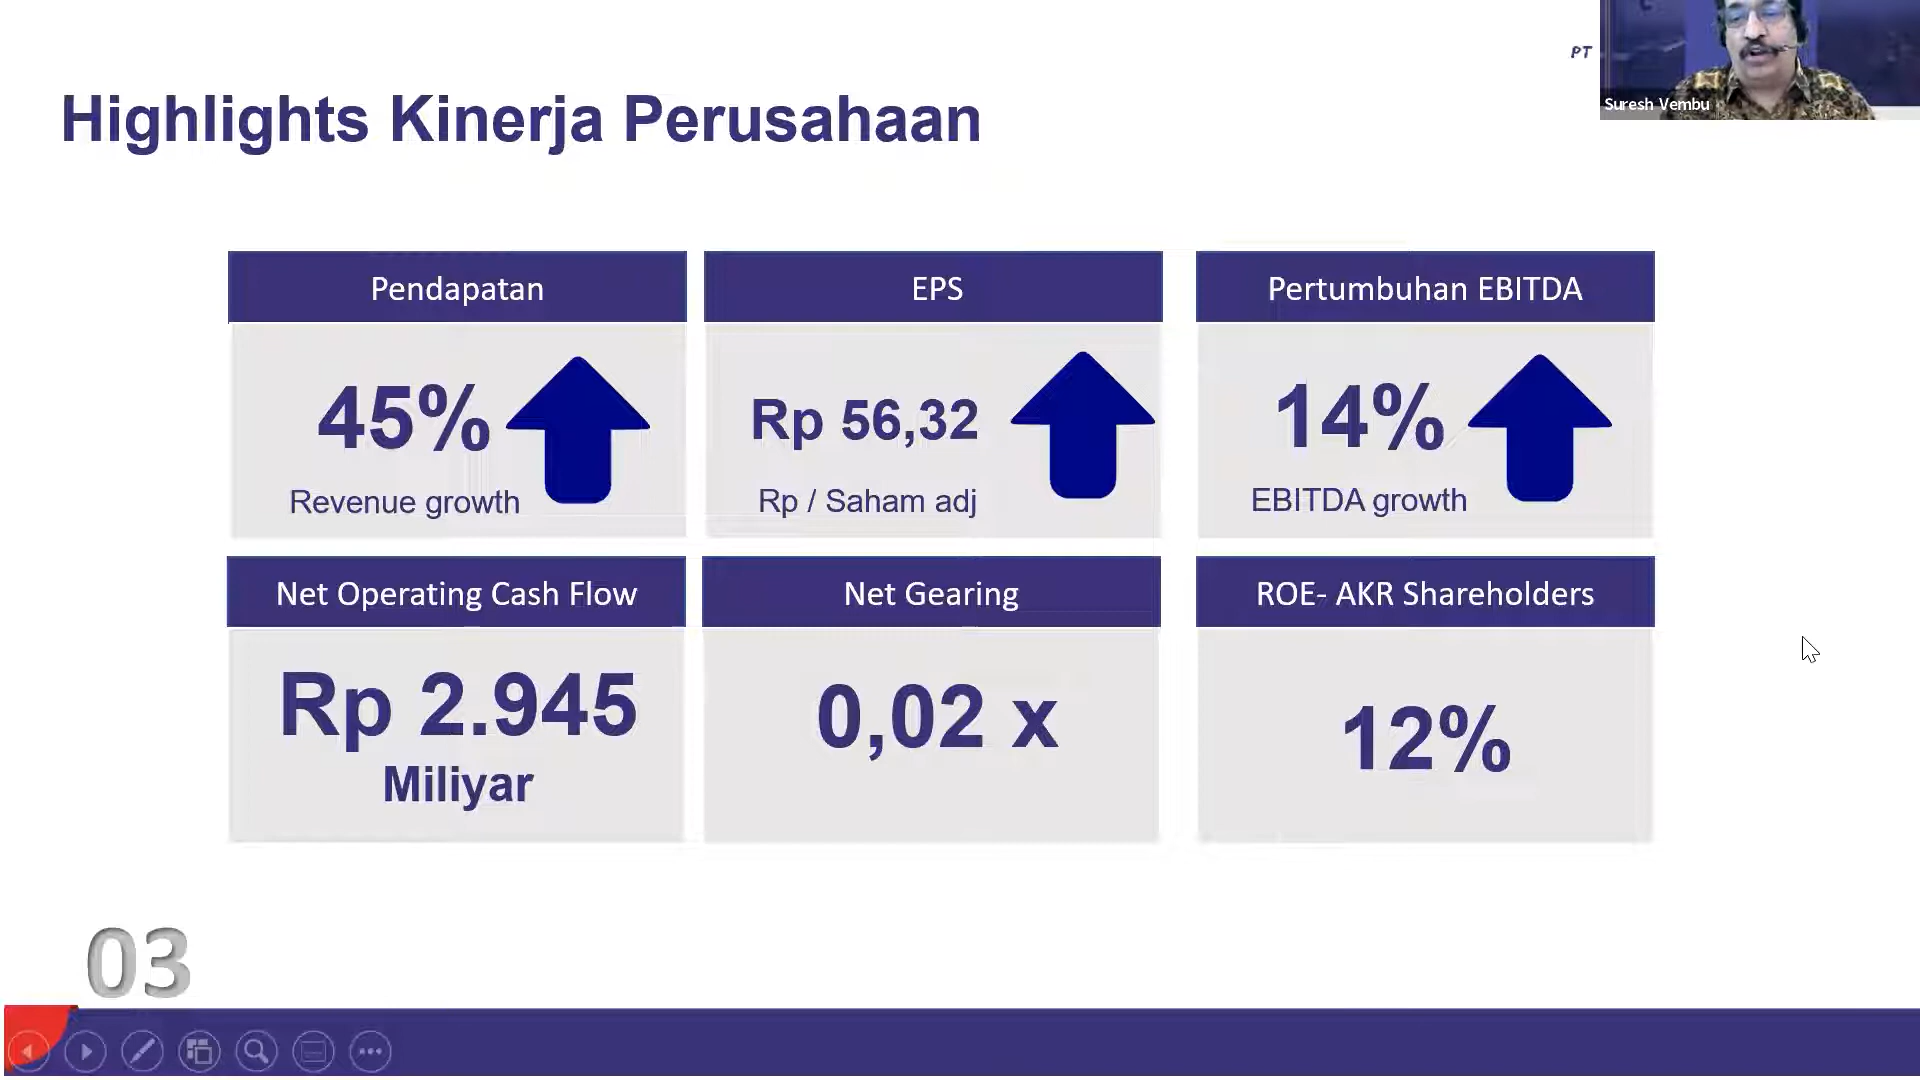 PT
Suresh Vembu
Highlights Kinerja Perusahaan
Pendapatan
45%
Revenue growth
EPS
Rp 56,32
Rp / Saham adj
Pertumbuhan EBITDA
14%
EBITDA growth
Net Operating Cash Flow
Rp 2.945
Miliyar
Net Gearing
0,02 x
ROE- AKR Shareholders
12%
03